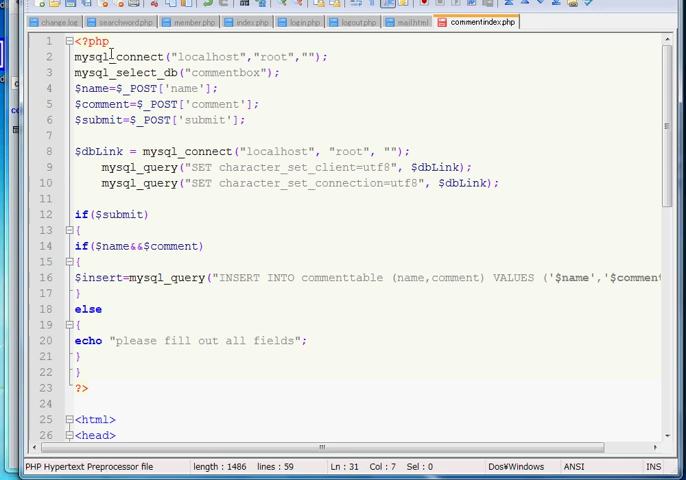 change.log searchword.php member.php index.php login.php logout.php mail.html commentindex.php
1 <?php
2 mysql_connect("localhost","root","");
3 mysql_select_db("commentbox");
4 $name=$_POST['name'];
5 $comment=$_POST['comment'];
6 $submit=$_POST['submit'];
7
8 $dbLink = mysql_connect("localhost", "root", "");
9 mysql_query("SET character_set_client=utf8", $dbLink);
10 mysql_query("SET character_set_connection=utf8", $dbLink);
11
12 if($submit)
13 {
14 if($name&&$comment)
15 {
16 $insert=mysql_query("INSERT INTO commenttable (name,comment) VALUES ('$name','$comment
17 }
18 else
19 {
20 echo "please fill out all fields";
21 }
22 }
23 ?>
24
25 <html>
26 <head>
PHP Hypertext Preprocessor file length : 1486 lines : 59 Ln : 31 Col : 7 Sel : 0 Dos\Windows ANSI INS